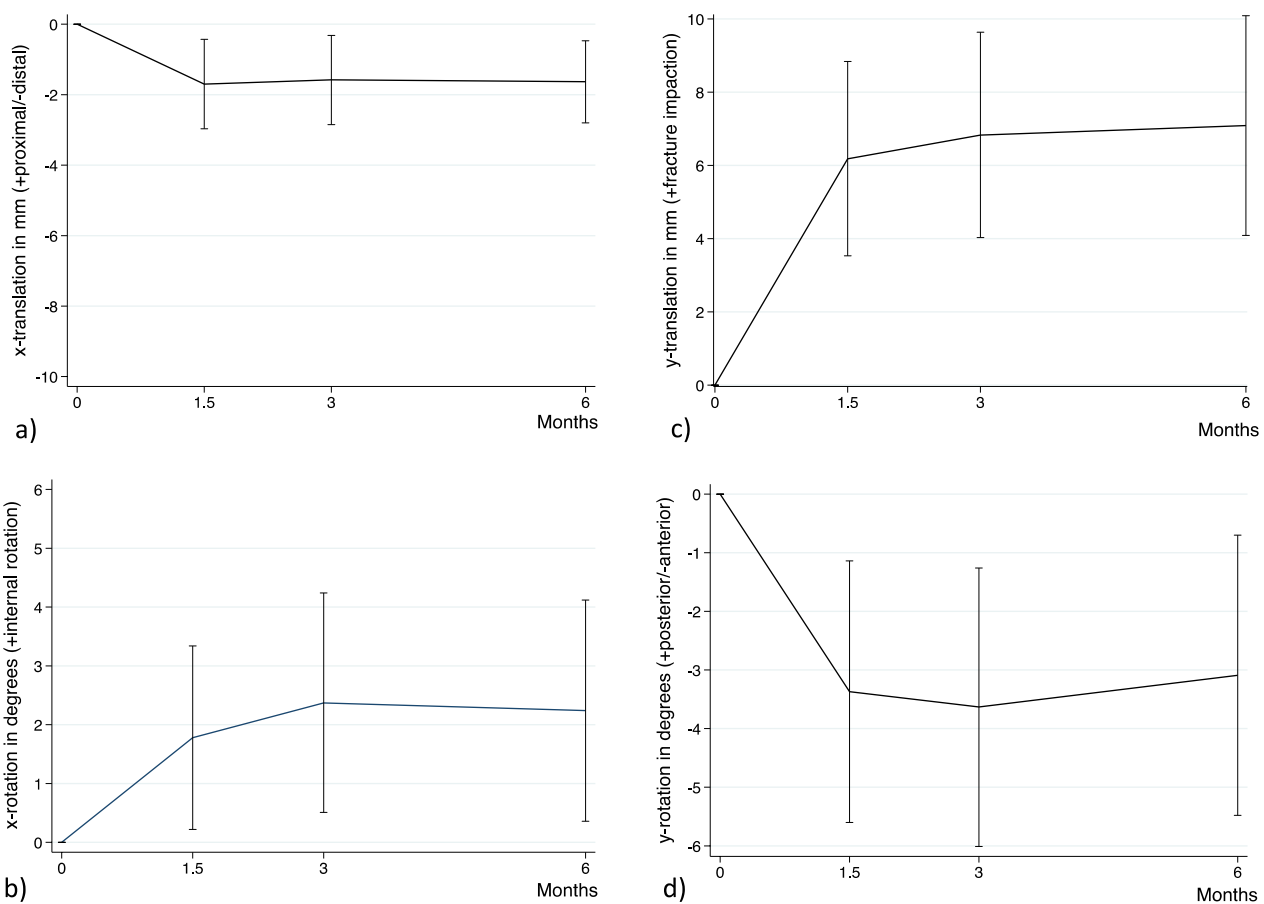 x-translation in mm (+proximal/-distal)
0
-2
-4
-6
-8
-10
0 1.5 3 6
Months
a)
y-translation in mm (+fracture impaction)
10
8
6
4
2
0
0 1.5 3 6
Months
c)
x-rotation in degrees (+internal rotation)
6
5
4
3
2
1
0
0 1.5 3 6
Months
b)
y-rotation in degrees (+posterior/-anterior)
0
-1
-2
-3
-4
-5
-6
0 1.5 3 6
Months
d)